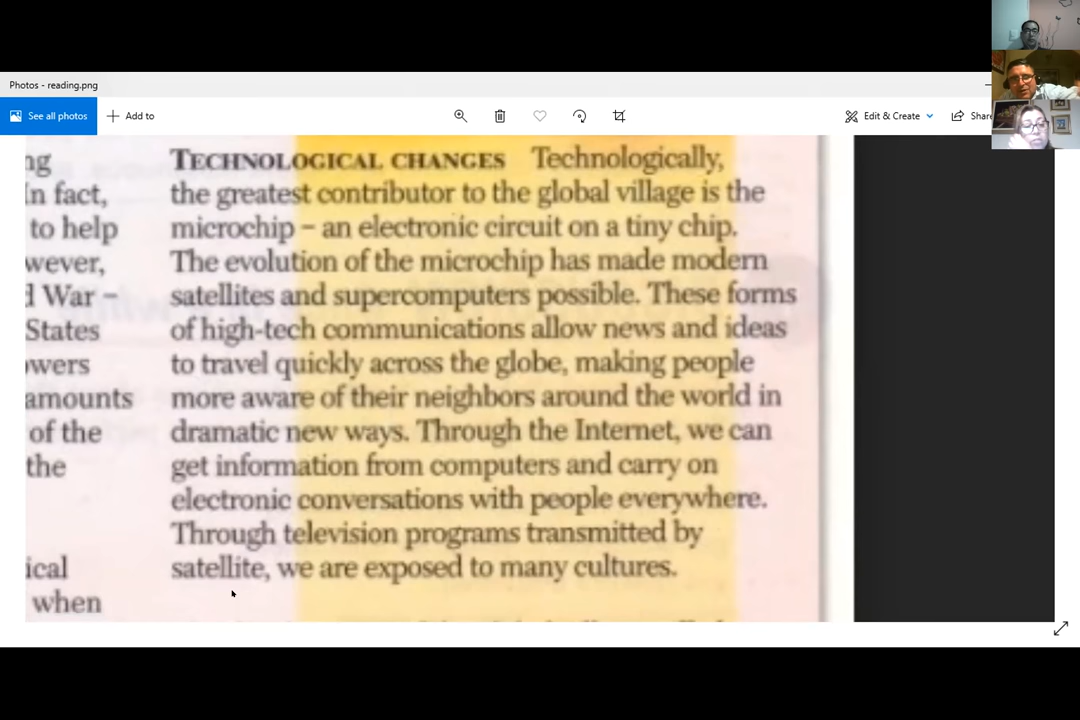 Photos - reading.png
See all photos
Add to
Edit & Create
Share
ng
In fact,
to help
wever,
d War –
States
owers
amounts
of the
the
ical
when
TECHNOLOGICAL CHANGES Technologically,
the greatest contributor to the global village is the
microchip – an electronic circuit on a tiny chip.
The evolution of the microchip has made modern
satellites and supercomputers possible. These forms
of high-tech communications allow news and ideas
to travel quickly across the globe, making people
more aware of their neighbors around the world in
dramatic new ways. Through the Internet, we can
get information from computers and carry on
electronic conversations with people everywhere.
Through television programs transmitted by
satellite, we are exposed to many cultures.